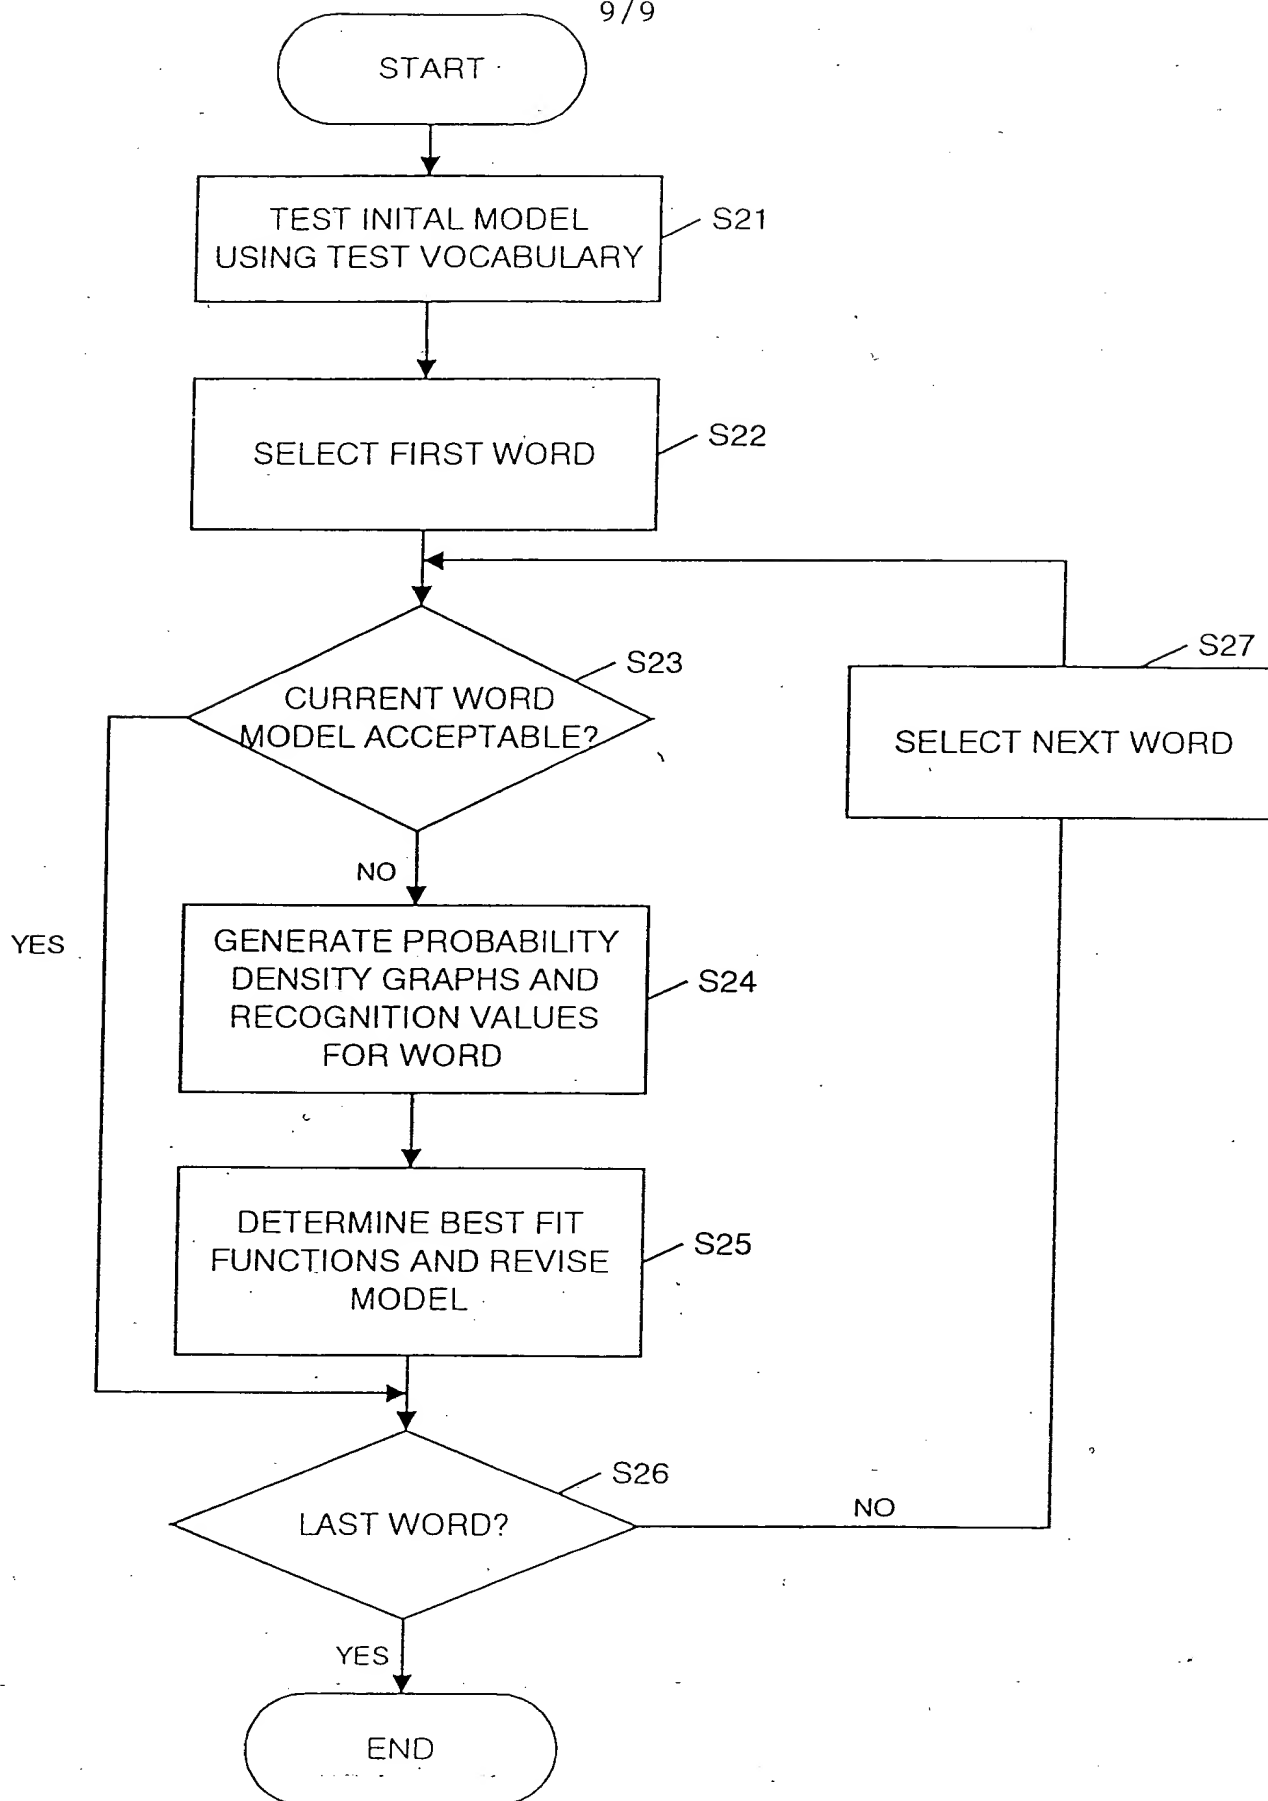 9/9
START
TEST INITAL MODEL
USING TEST VOCABULARY
S21
SELECT FIRST WORD
S22
CURRENT WORD
MODEL ACCEPTABLE?
S23
SELECT NEXT WORD
S27
NO
YES
GENERATE PROBABILITY
DENSITY GRAPHS AND
RECOGNITION VALUES
FOR WORD
S24
DETERMINE BEST FIT
FUNCTIONS AND REVISE
MODEL
S25
LAST WORD?
S26
NO
YES
END